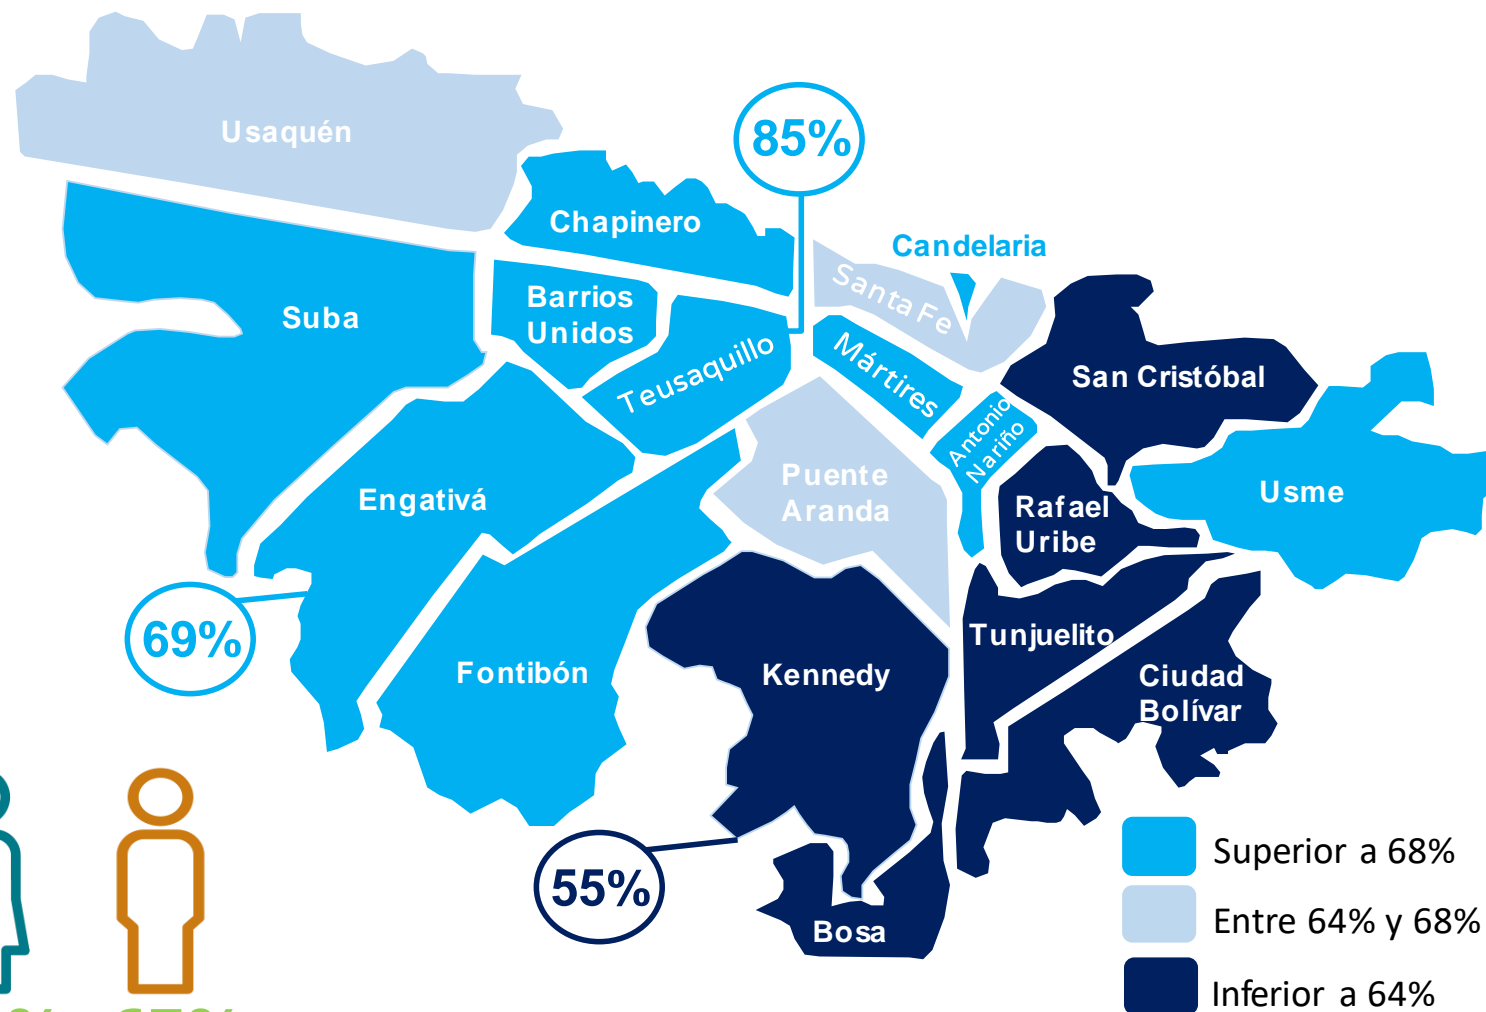 Usaquén
85%
Chapinero
Candelaria
Santa Fe
Barrios
Unidos
Suba
Teusaquillo
Mártires
San Cristóbal
Antonio
Nariño
Puente
Aranda
Engativá
Rafael
Uribe
Usme
69%
Fontibón
Kennedy
Tunjuelito
Ciudad
Bolívar
55%
Bosa
Superior a 68%
Entre 64% y 68%
Inferior a 64%